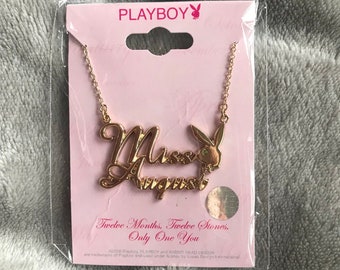 PLAYBOY
Miss
August
Twelve Months, Twelve Stones,
Only One You